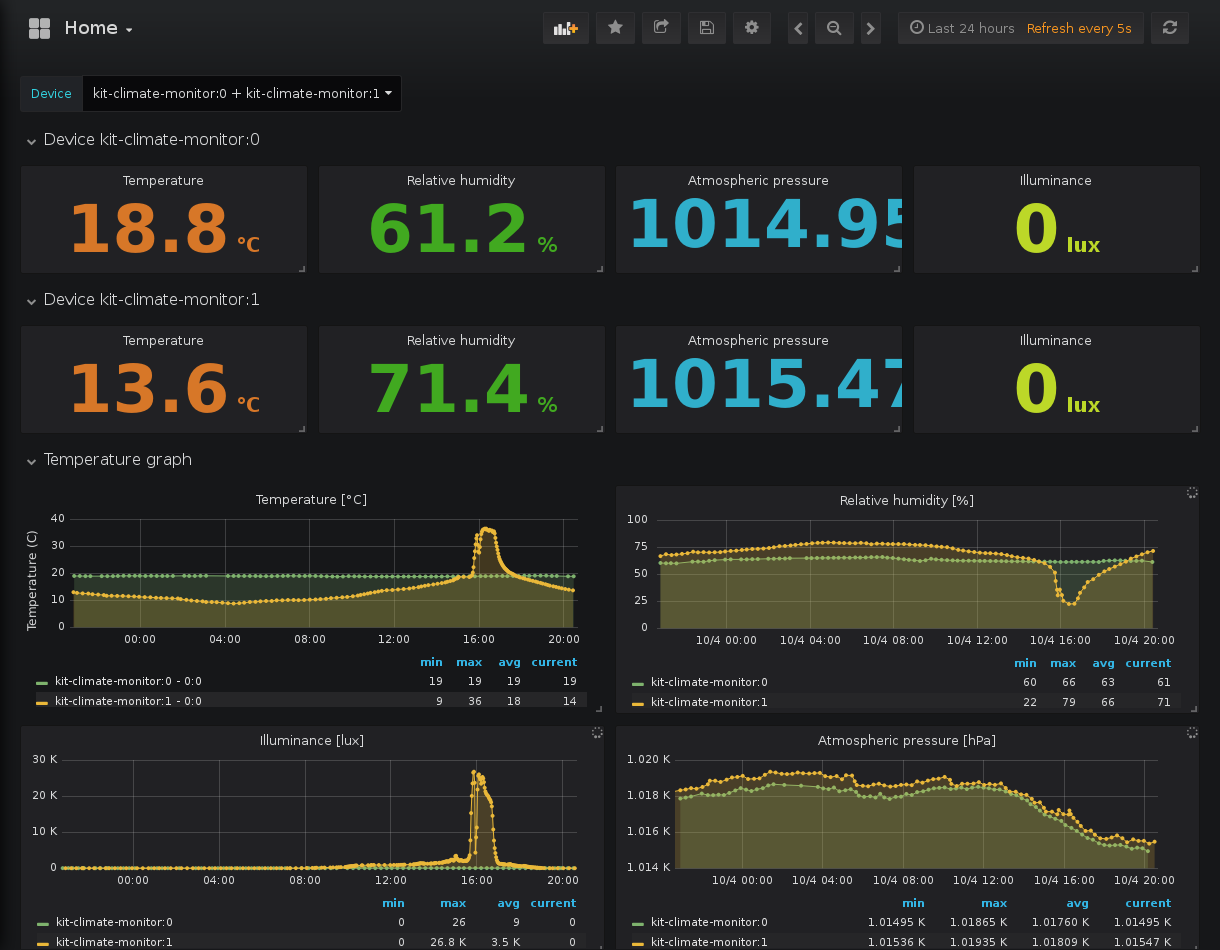 Home
Last 24 hours Refresh every 5s
Device kit-climate-monitor:0 + kit-climate-monitor:1
Device kit-climate-monitor:0
Temperature Relative humidity Atmospheric pressure Illuminance
18.8 °C 61.2 % 1014.95 0 lux
Device kit-climate-monitor:1
Temperature Relative humidity Atmospheric pressure Illuminance
13.6 °C 71.4 % 1015.47 0 lux
Temperature graph
Temperature [°C]
Temperature (C)
40
30
20
10
0
00:00 04:00 08:00 12:00 16:00 20:00
min max avg current
kit-climate-monitor:0 - 0:0 19 19 19 19
kit-climate-monitor:1 - 0:0 9 36 18 14
Relative humidity [%]
100
75
50
25
0
10/4 00:00 10/4 04:00 10/4 08:00 10/4 12:00 10/4 16:00 10/4 20:00
min max avg current
kit-climate-monitor:0 60 66 63 61
kit-climate-monitor:1 22 79 66 71
Illuminance [lux]
30 K
20 K
10 K
0
00:00 04:00 08:00 12:00 16:00 20:00
min max avg current
kit-climate-monitor:0 0 26 9 0
kit-climate-monitor:1 0 26.8 K 3.5 K 0
Atmospheric pressure [hPa]
1.020 K
1.018 K
1.016 K
1.014 K
10/4 00:00 10/4 04:00 10/4 08:00 10/4 12:00 10/4 16:00 10/4 20:00
min max avg current
kit-climate-monitor:0 1.01495 K 1.01865 K 1.01760 K 1.01495 K
kit-climate-monitor:1 1.01536 K 1.01935 K 1.01809 K 1.01547 K